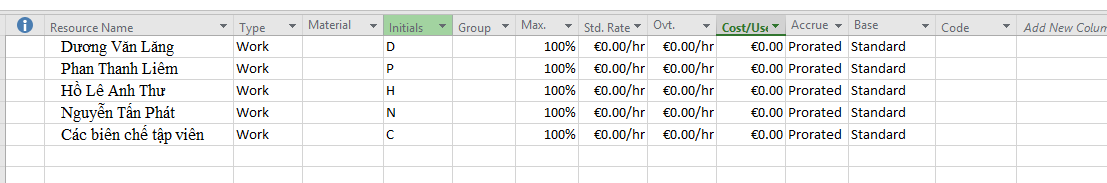 i Resource Name Type Material Initials Group Max. Std. Rate Ovt. Cost/Use Accrue Base Code Add New Colum
Dương Văn Lăng Work D 100% €0.00/hr €0.00/hr €0.00 Prorated Standard
Phan Thanh Liêm Work P 100% €0.00/hr €0.00/hr €0.00 Prorated Standard
Hồ Lê Anh Thư Work H 100% €0.00/hr €0.00/hr €0.00 Prorated Standard
Nguyễn Tấn Phát Work N 100% €0.00/hr €0.00/hr €0.00 Prorated Standard
Các biên chế tập viên Work C 100% €0.00/hr €0.00/hr €0.00 Prorated Standard